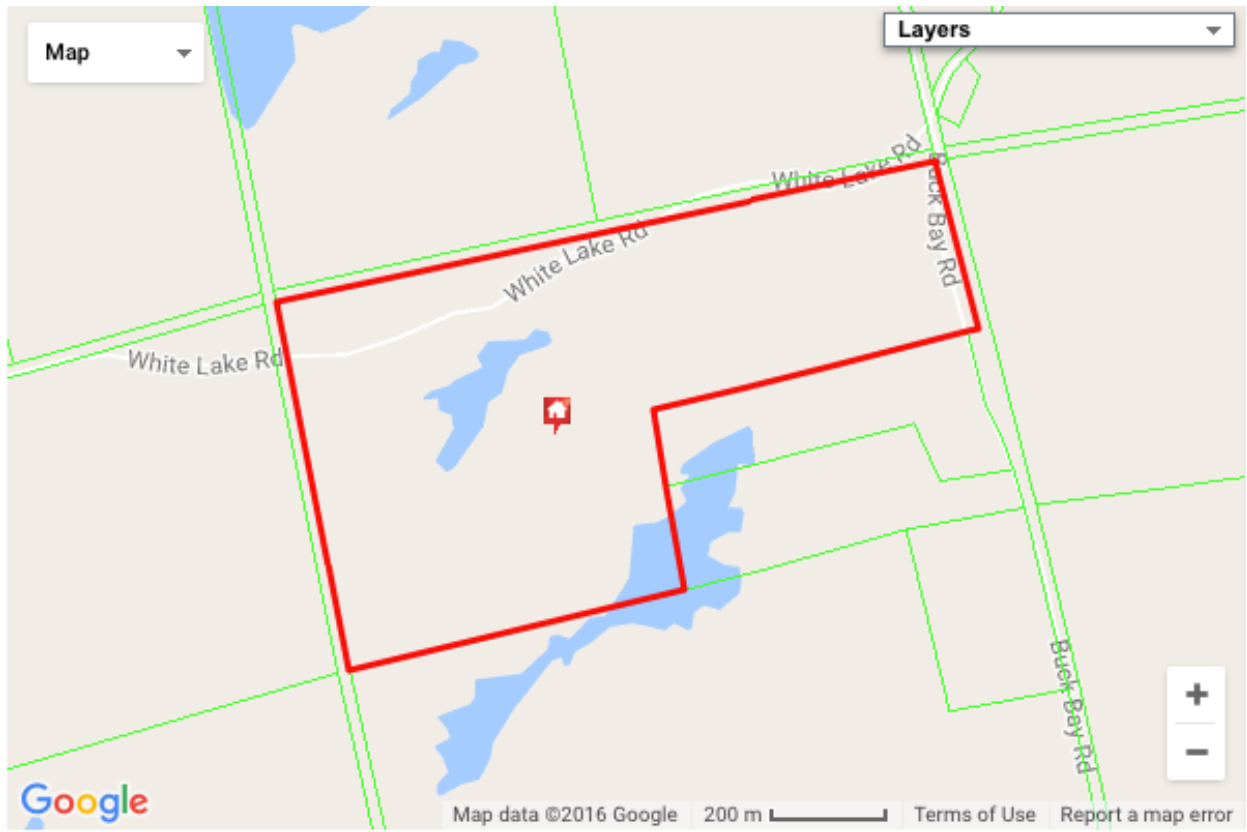 Map
Layers
White Lake Rd
Buck Bay Rd
White Lake Rd
White Lake Rd
Buck Bay Rd
Google
Map data ©2016 Google
200 m
Terms of Use
Report a map error